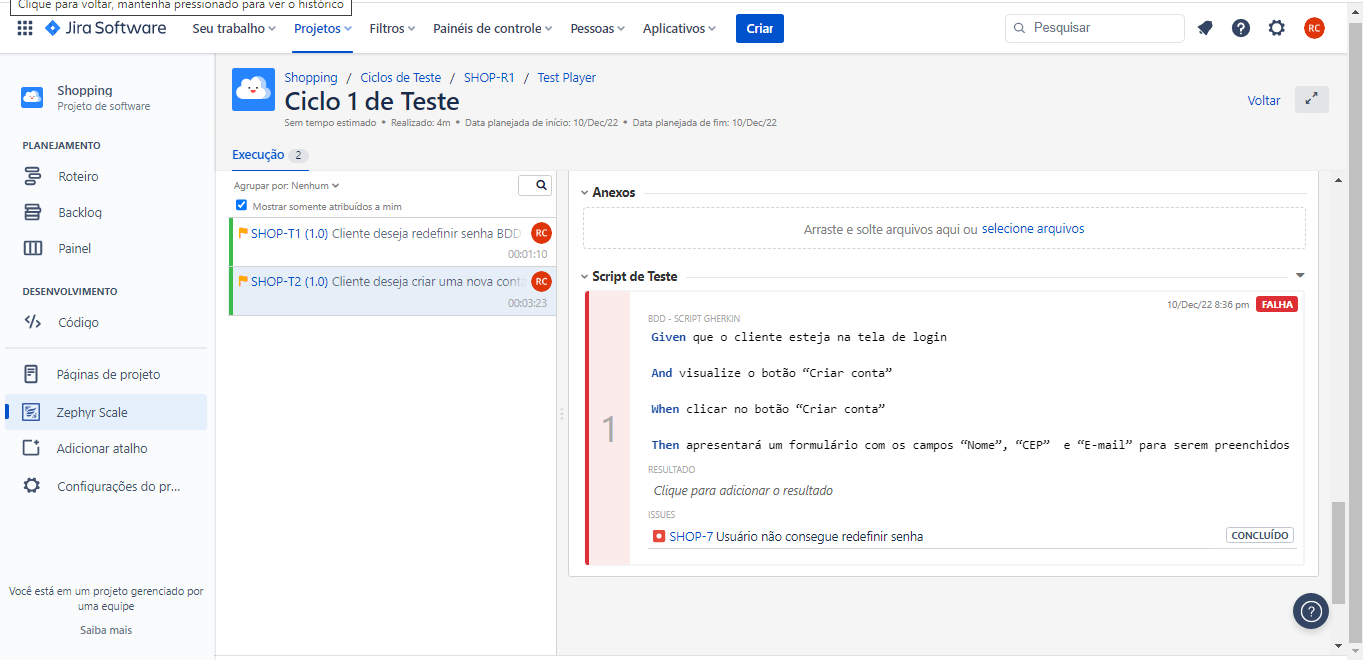 Clique para voltar, mantenha pressionado para ver o histórico
Jira Software Seu trabalho Projetos Filtros Painéis de controle Pessoas Aplicativos Criar Pesquisar RC
Shopping
Projeto de software
PLANEJAMENTO
Roteiro
Backlog
Painel
DESENVOLVIMENTO
Código
Páginas de projeto
Zephyr Scale
Adicionar atalho
Configurações do pr...
Você está em um projeto gerenciado por
uma equipe
Saiba mais
Shopping / Ciclos de Teste / SHOP-R1 / Test Player
Ciclo 1 de Teste
Sem tempo estimado • Realizado: 4m • Data planejada de início: 10/Dec/22 • Data planejada de fim: 10/Dec/22
Voltar
Execução 2
Agrupar por: Nenhum
Mostrar somente atribuídos a mim
SHOP-T1 (1.0) Cliente deseja redefinir senha BDD RC
00:01:10
SHOP-T2 (1.0) Cliente deseja criar uma nova conta RC
00:03:23
Anexos
Arraste e solte arquivos aqui ou selecione arquivos
Script de Teste
10/Dec/22 8:36 pm FALHA
1
BDD - SCRIPT GHERKIN
Given que o cliente esteja na tela de login
And visualize o botão “Criar conta”
When clicar no botão “Criar conta”
Then apresentará um formulário com os campos “Nome”, “CEP” e “E-mail” para serem preenchidos
RESULTADO
Clique para adicionar o resultado
ISSUES
SHOP-7 Usuário não consegue redefinir senha CONCLUÍDO